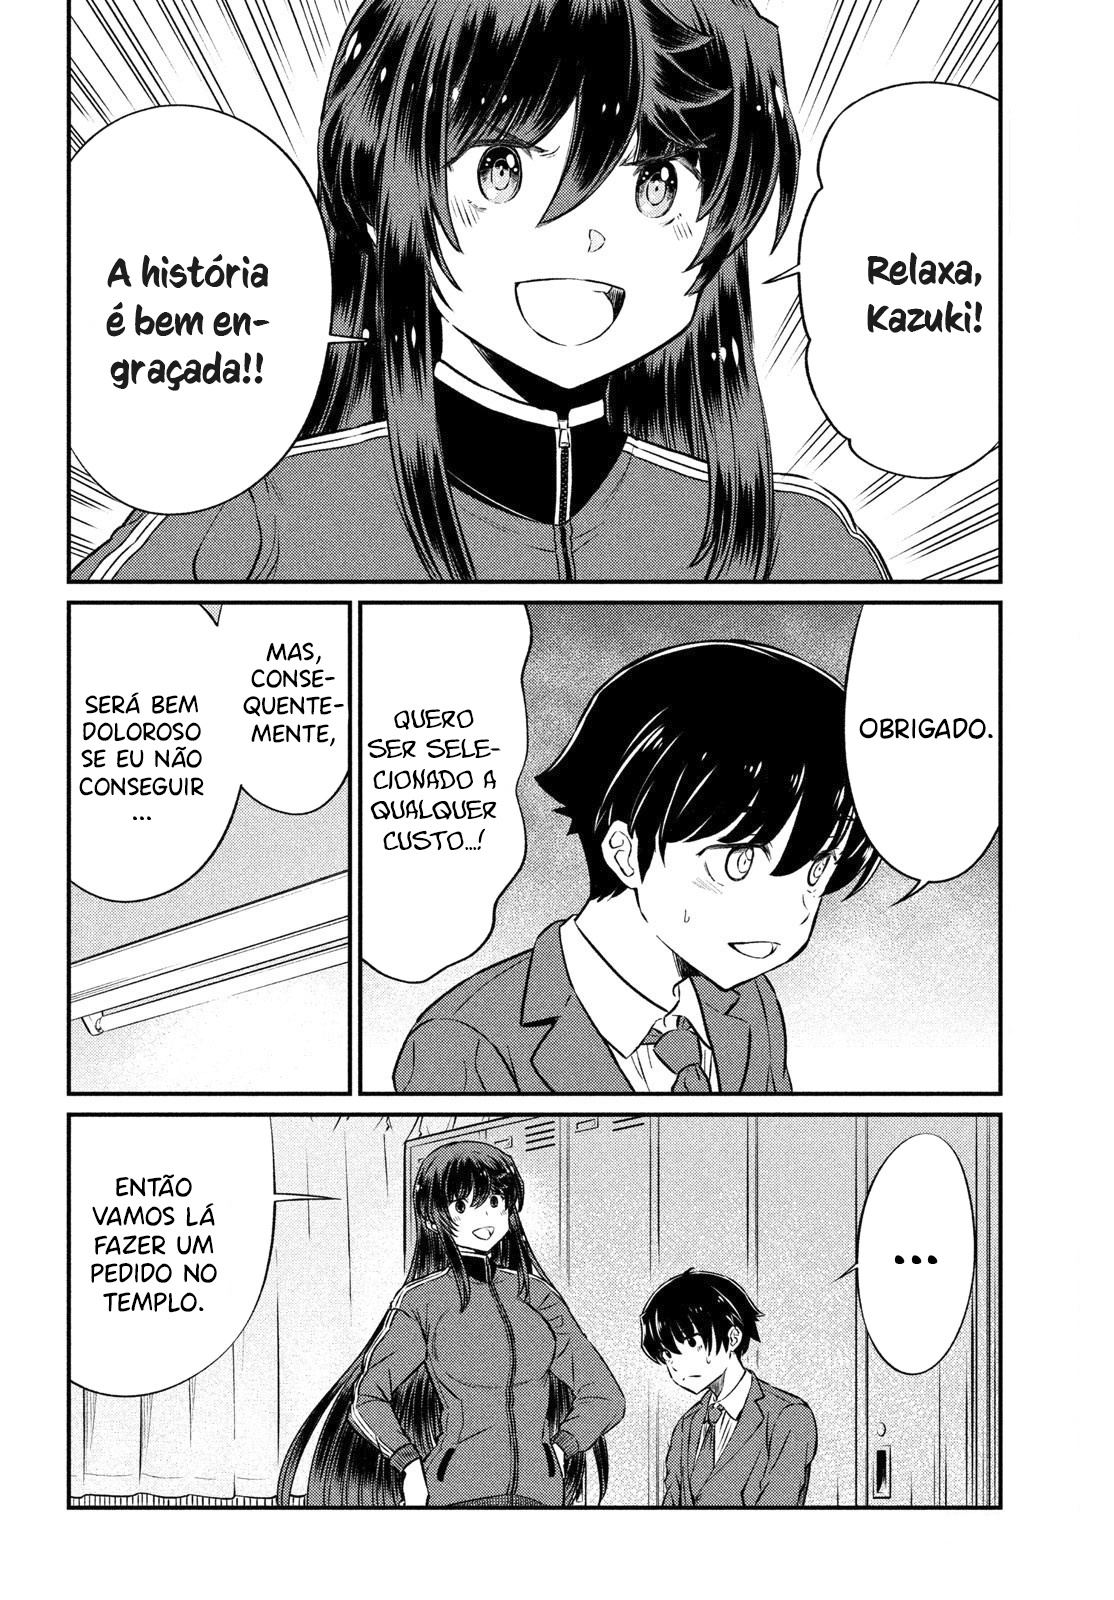 Relaxa,
Kazuki!
A história
é bem en-
graçada!!
OBRIGADO.
QUERO
SER SELE-
CIONADO A
QUALQUER
CUSTO...!
MAS,
CONSE-
QUENTE-
MENTE,
SERÁ BEM
DOLOROSO
SE EU NÃO
CONSEGUIR
...
...
ENTÃO
VAMOS LÁ
FAZER UM
PEDIDO NO
TEMPLO.